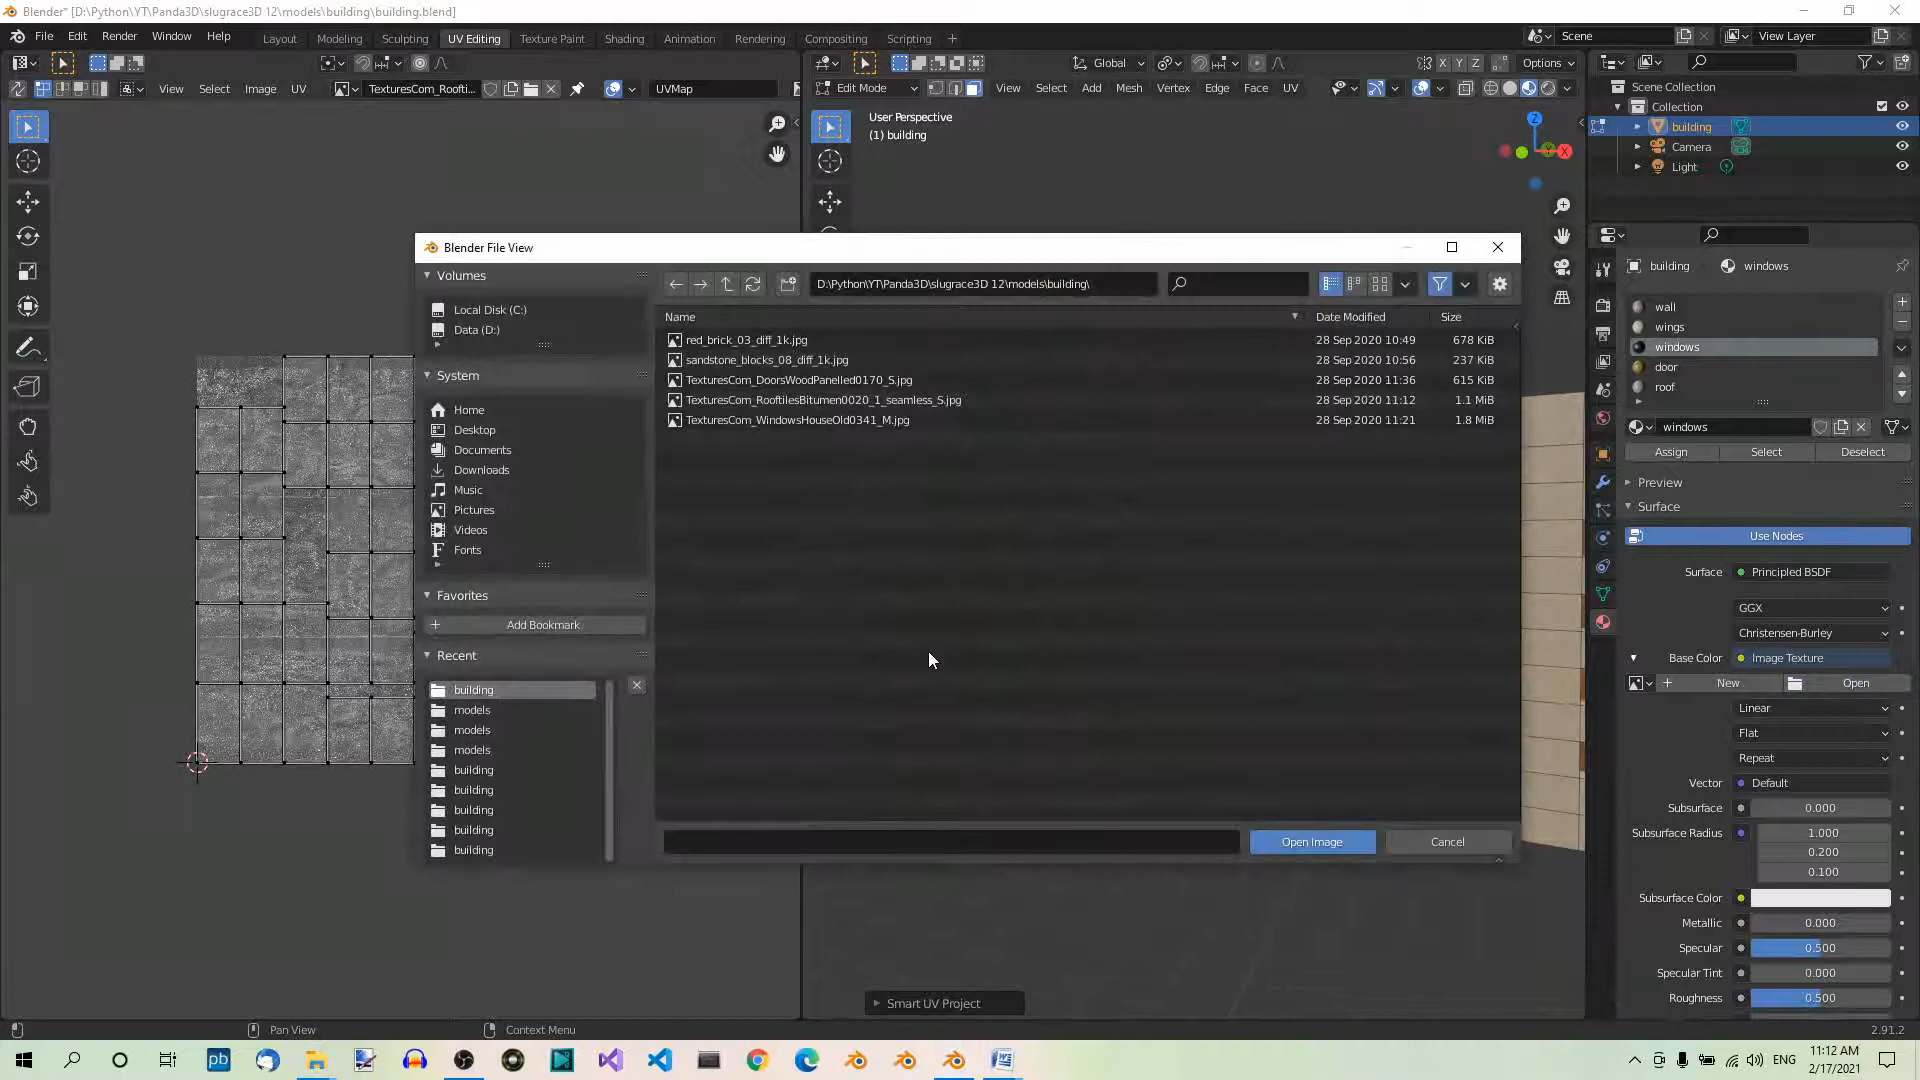 Blender* [D:\Python\YT\Panda3D\slugrace3D 12\models\building\building.blend]
File Edit Render Window Help
Layout Modeling Sculpting UV Editing Texture Paint Shading Animation Rendering Compositing Scripting
Scene
View Layer
Global
X Y Z
Options
View Select Image UV
TexturesCom_Roofti...
UVMap
Edit Mode
View Select Add Mesh Vertex Edge Face UV
User Perspective
(1) building
Z
X
Scene Collection
Collection
building
Camera
Light
Blender File View
Volumes
Local Disk (C:)
Data (D:)
System
Home
Desktop
Documents
Downloads
Music
Pictures
Videos
Fonts
Favorites
Add Bookmark
Recent
building
models
models
models
building
building
building
building
building
D:\Python\YT\Panda3D\slugrace3D 12\models\building\
Name Date Modified Size
red_brick_03_diff_1k.jpg 28 Sep 2020 10:49 678 KiB
sandstone_blocks_08_diff_1k.jpg 28 Sep 2020 10:56 237 KiB
TexturesCom_DoorsWoodPanelled0170_S.jpg 28 Sep 2020 11:36 615 KiB
TexturesCom_RooftilesBitumen0020_1_seamless_S.jpg 28 Sep 2020 11:12 1.1 MiB
TexturesCom_WindowsHouseOld0341_M.jpg 28 Sep 2020 11:21 1.8 MiB
Open Image
Cancel
building windows
wall
wings
windows
door
roof
windows
Assign Select Deselect
Preview
Surface
Use Nodes
Surface Principled BSDF
GGX
Christensen-Burley
Base Color Image Texture
New Open
Linear
Flat
Repeat
Vector Default
Subsurface 0.000
Subsurface Radius 1.000
0.200
0.100
Subsurface Color
Metallic 0.000
Specular 0.500
Specular Tint 0.000
Roughness 0.500
Smart UV Project
Pan View
Context Menu
2.91.2
pb
ENG
11:12 AM
2/17/2021